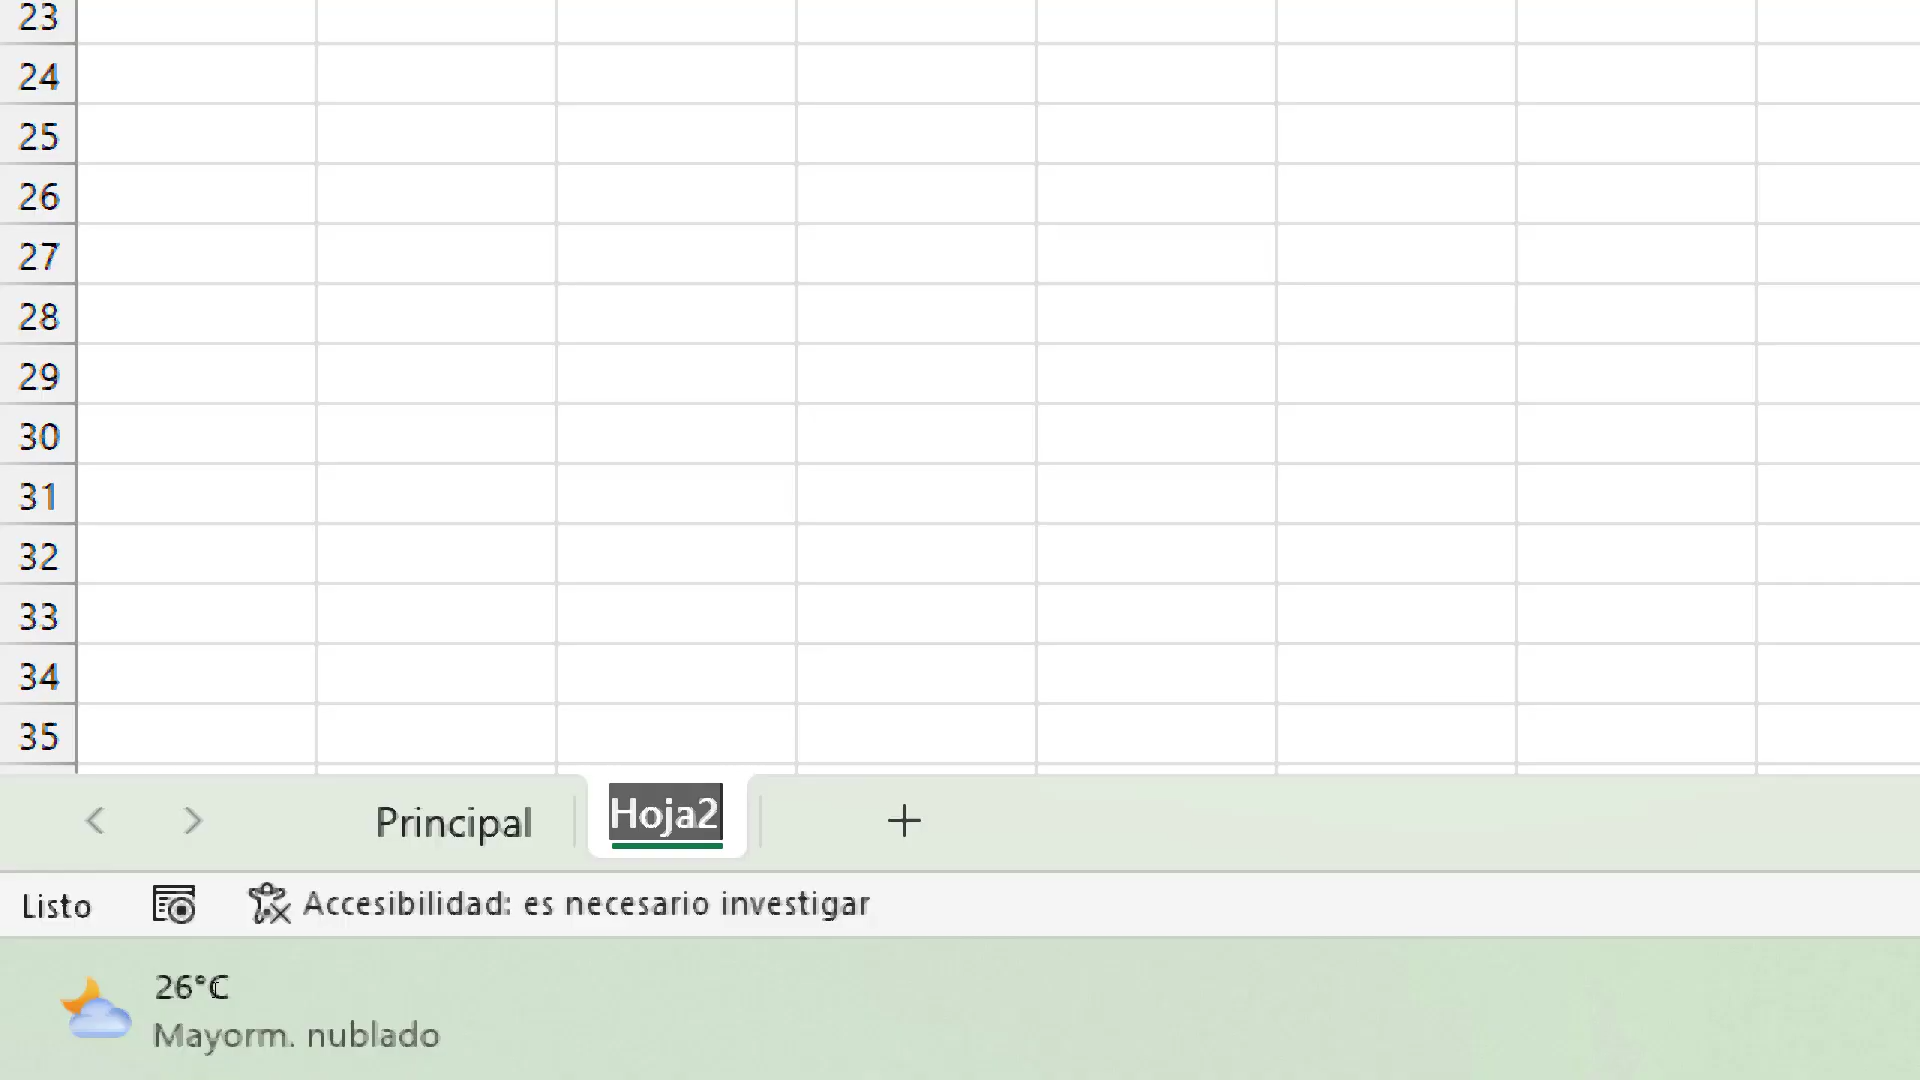 23
24
25
26
27
28
29
30
31
32
33
34
35
Principal
Hoja2
Listo
Accesibilidad: es necesario investigar
26°C
Mayorm. nublado